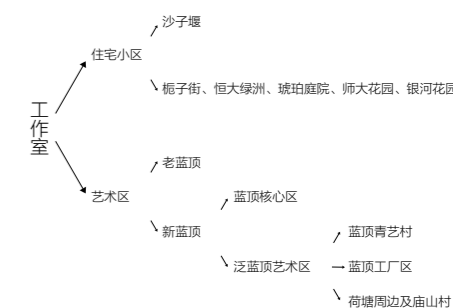 沙子堰
住宅小区
栀子街、恒大绿洲、琥珀庭院、师大花园、银河花园
工作室
老蓝顶
艺术区
蓝顶核心区
新蓝顶
蓝顶青艺村
泛蓝顶艺术区
蓝顶工厂区
荷塘周边及庙山村